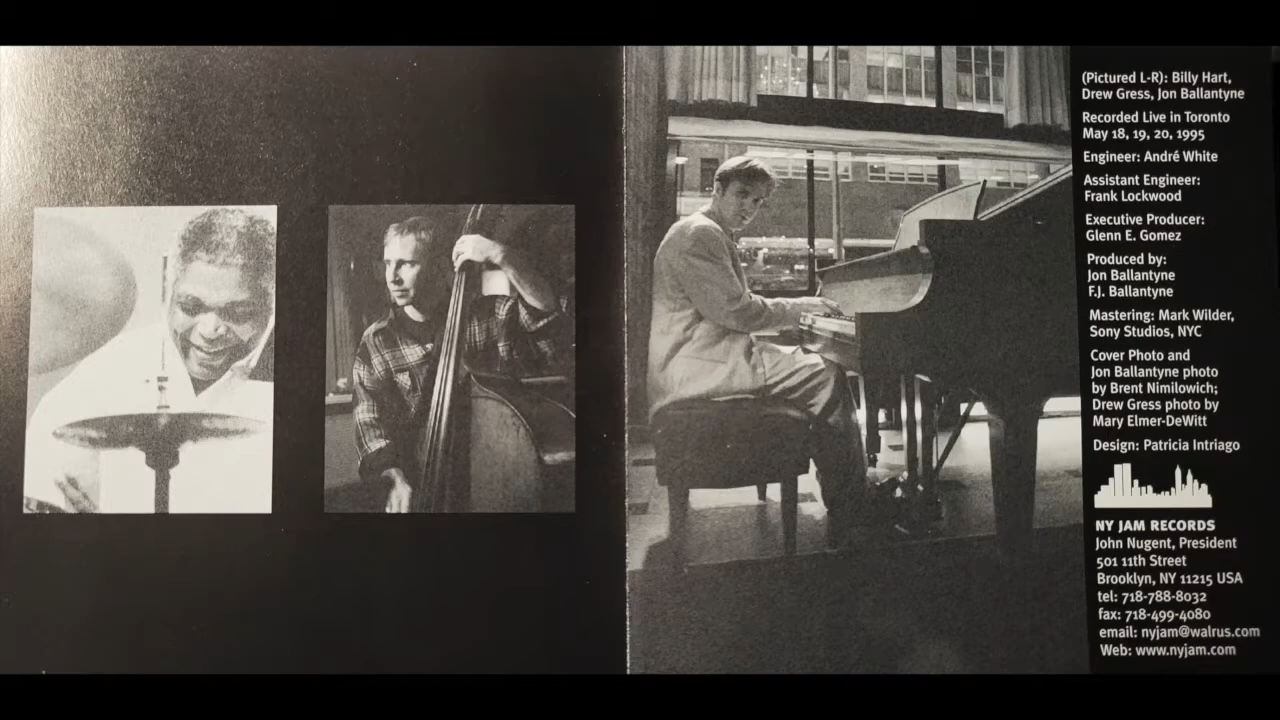 (Pictured L-R): Billy Hart,
Drew Gress, Jon Ballantyne
Recorded Live in Toronto
May 18, 19, 20, 1995
Engineer: André White
Assistant Engineer:
Frank Lockwood
Executive Producer:
Glenn E. Gomez
Produced by:
Jon Ballantyne
F.J. Ballantyne
Mastering: Mark Wilder,
Sony Studios, NYC
Cover Photo and
Jon Ballantyne photo
by Brent Nimilowich;
Drew Gress photo by
Mary Elmer-DeWitt
Design: Patricia Intriago
NY JAM RECORDS
John Nugent, President
501 11th Street
Brooklyn, NY 11215 USA
tel: 718-788-8032
fax: 718-499-4080
email: nyjam@walrus.com
Web: www.nyjam.com